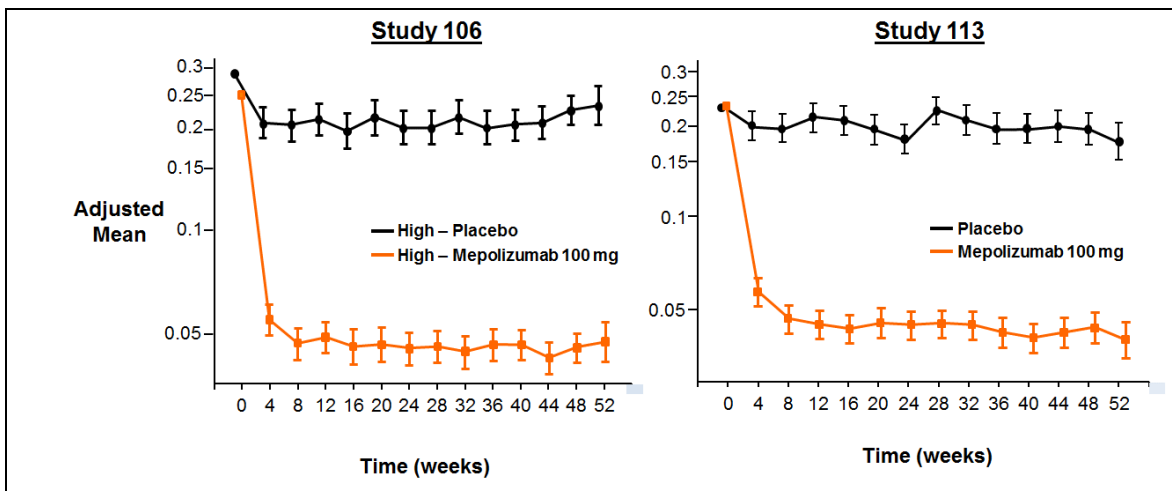 Study 106
0.3
0.25
0.2
0.15
0.1
0.05
Adjusted
Mean
High – Placebo
High – Mepolizumab 100 mg
0 4 8 12 16 20 24 28 32 36 40 44 48 52
Time (weeks)
Study 113
0.3
0.25
0.2
0.15
0.1
0.05
Placebo
Mepolizumab 100 mg
0 4 8 12 16 20 24 28 32 36 40 44 48 52
Time (weeks)